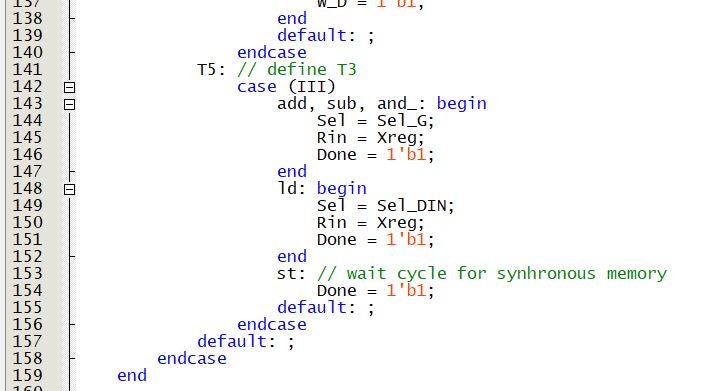 137 W_D = 1'b1;
138 end
139 default: ;
140 endcase
141 T5: // define T3
142 case (III)
143 add, sub, and_: begin
144 Sel = Sel_G;
145 Rin = Xreg;
146 Done = 1'b1;
147 end
148 ld: begin
149 Sel = Sel_DIN;
150 Rin = Xreg;
151 Done = 1'b1;
152 end
153 st: // wait cycle for synhronous memory
154 Done = 1'b1;
155 default: ;
156 endcase
157 default: ;
158 endcase
159 end
160